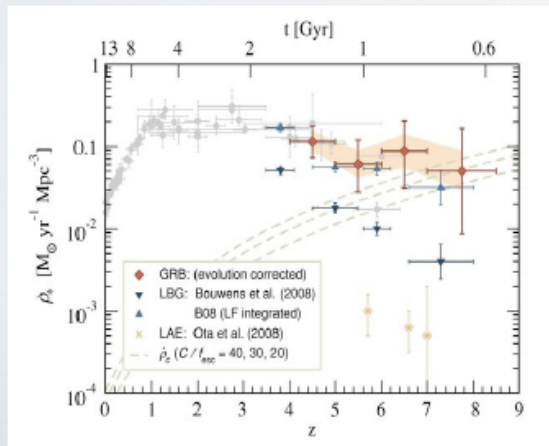 t [Gyr]
13 8 4 2 1 0.6
1
0.1
10⁻²
10⁻³
10⁻⁴
ρ̇* [M⊙ yr⁻¹ Mpc⁻³]
GRB: (evolution corrected)
LBG: Bouwens et al. (2008)
B08 (LF integrated)
LAE: Ota et al. (2008)
ρ̇c (C / fesc = 40, 30, 20)
0 1 2 3 4 5 6 7 8 9
z